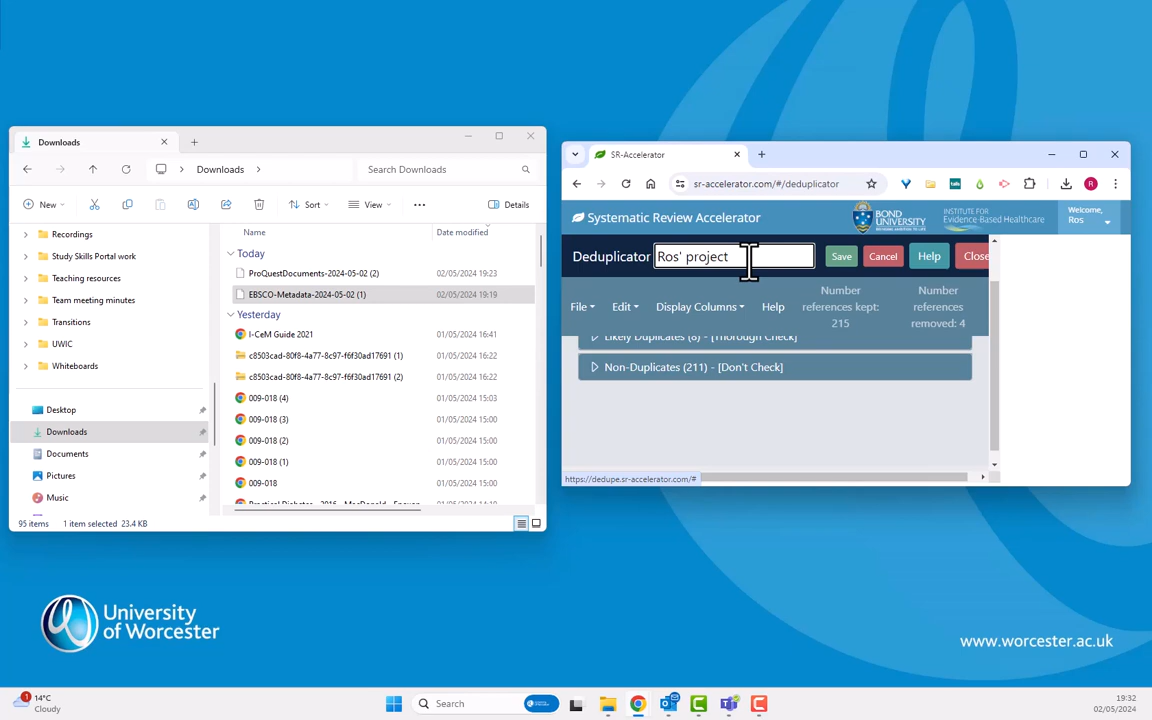 Downloads
Downloads
Search Downloads
New
Sort
View
Details
Recordings
Study Skills Portal work
Teaching resources
Team meeting minutes
Transitions
UWIC
Whiteboards
Desktop
Downloads
Documents
Pictures
Music
Name
Date modified
Today
ProQuestDocuments-2024-05-02 (2) 02/05/2024 19:23
EBSCO-Metadata-2024-05-02 (1) 02/05/2024 19:19
Yesterday
I-CeM Guide 2021 01/05/2024 16:41
c8503cad-80f8-4a77-8c97-f6f30ad17691 (1) 01/05/2024 16:22
c8503cad-80f8-4a77-8c97-f6f30ad17691 (2) 01/05/2024 16:22
009-018 (4) 01/05/2024 15:03
009-018 (3) 01/05/2024 15:00
009-018 (2) 01/05/2024 15:00
009-018 (1) 01/05/2024 15:00
009-018 01/05/2024 15:00
95 items 1 item selected 23.4 KB
SR-Accelerator
sr-accelerator.com/#/deduplicator
R
Systematic Review Accelerator
BOND UNIVERSITY
INSTITUTE FOR
Evidence-Based Healthcare
Welcome,
Ros
Deduplicator
Ros' project
Save
Cancel
Help
Close
File
Edit
Display Columns
Help
Number
references kept:
215
Number
references
removed: 4
Likely Duplicates (8) - [Thorough Check]
Non-Duplicates (211) - [Don't Check]
https://dedupe.sr-accelerator.com/#
University
of Worcester
www.worcester.ac.uk
1
14°C
Cloudy
Search
19:32
02/05/2024